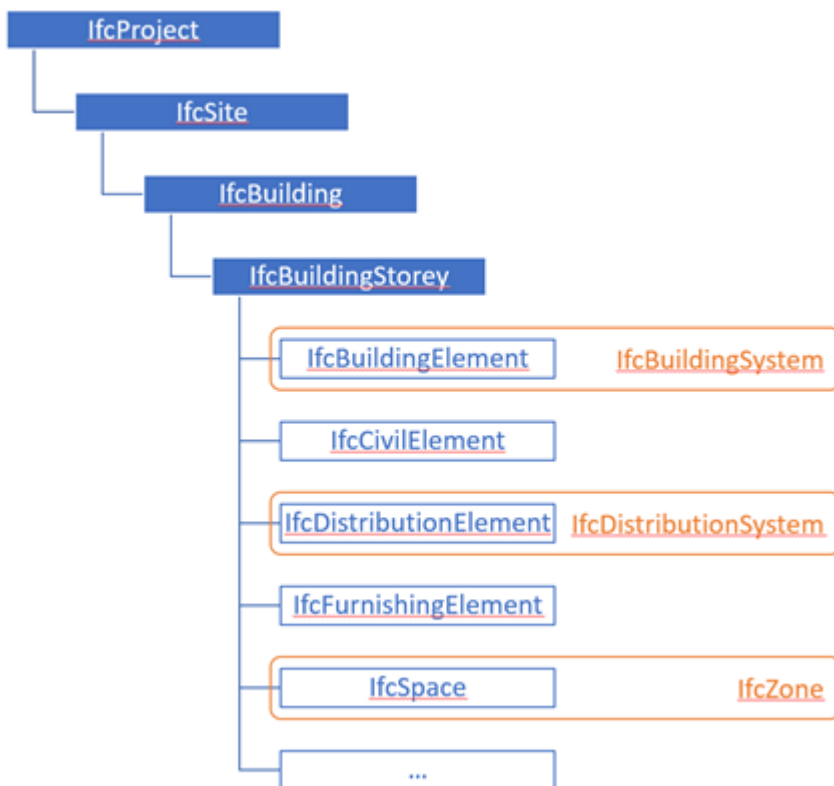 IfcProject
IfcSite
IfcBuilding
IfcBuildingStorey
IfcBuildingElement IfcBuildingSystem
IfcCivilElement
IfcDistributionElement IfcDistributionSystem
IfcFurnishingElement
IfcSpace IfcZone
...